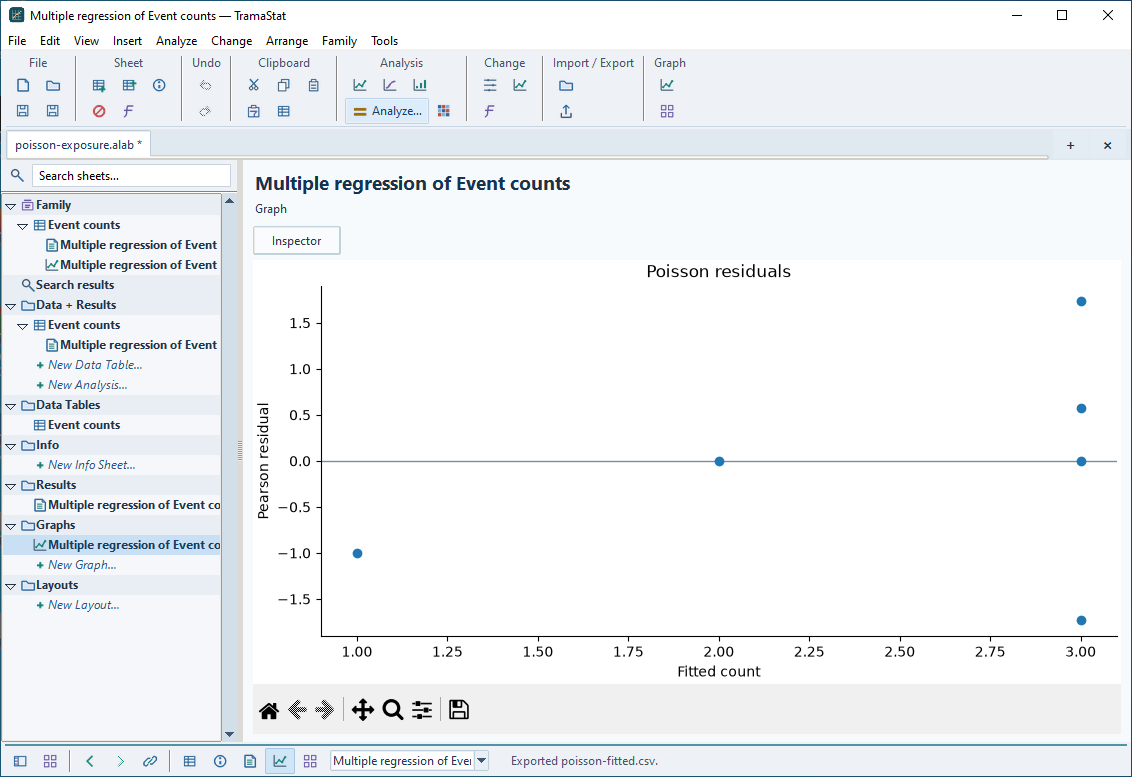 Multiple regression of Event counts — TramaStat
File Edit View Insert Analyze Change Arrange Family Tools
File Sheet Undo Clipboard Analysis Change Import / Export Graph
Analyze...
poisson-exposure.alab *
Search sheets...
Family
Event counts
Multiple regression of Event
Multiple regression of Event
Search results
Data + Results
Event counts
Multiple regression of Event
New Data Table...
New Analysis...
Data Tables
Event counts
Info
New Info Sheet...
Results
Multiple regression of Event co
Graphs
Multiple regression of Event co
New Graph...
Layouts
New Layout...
Multiple regression of Event counts
Graph
Inspector
Poisson residuals
Pearson residual
1.5
1.0
0.5
0.0
−0.5
−1.0
−1.5
1.00 1.25 1.50 1.75 2.00 2.25 2.50 2.75 3.00
Fitted count
Multiple regression of Ever
Exported poisson-fitted.csv.